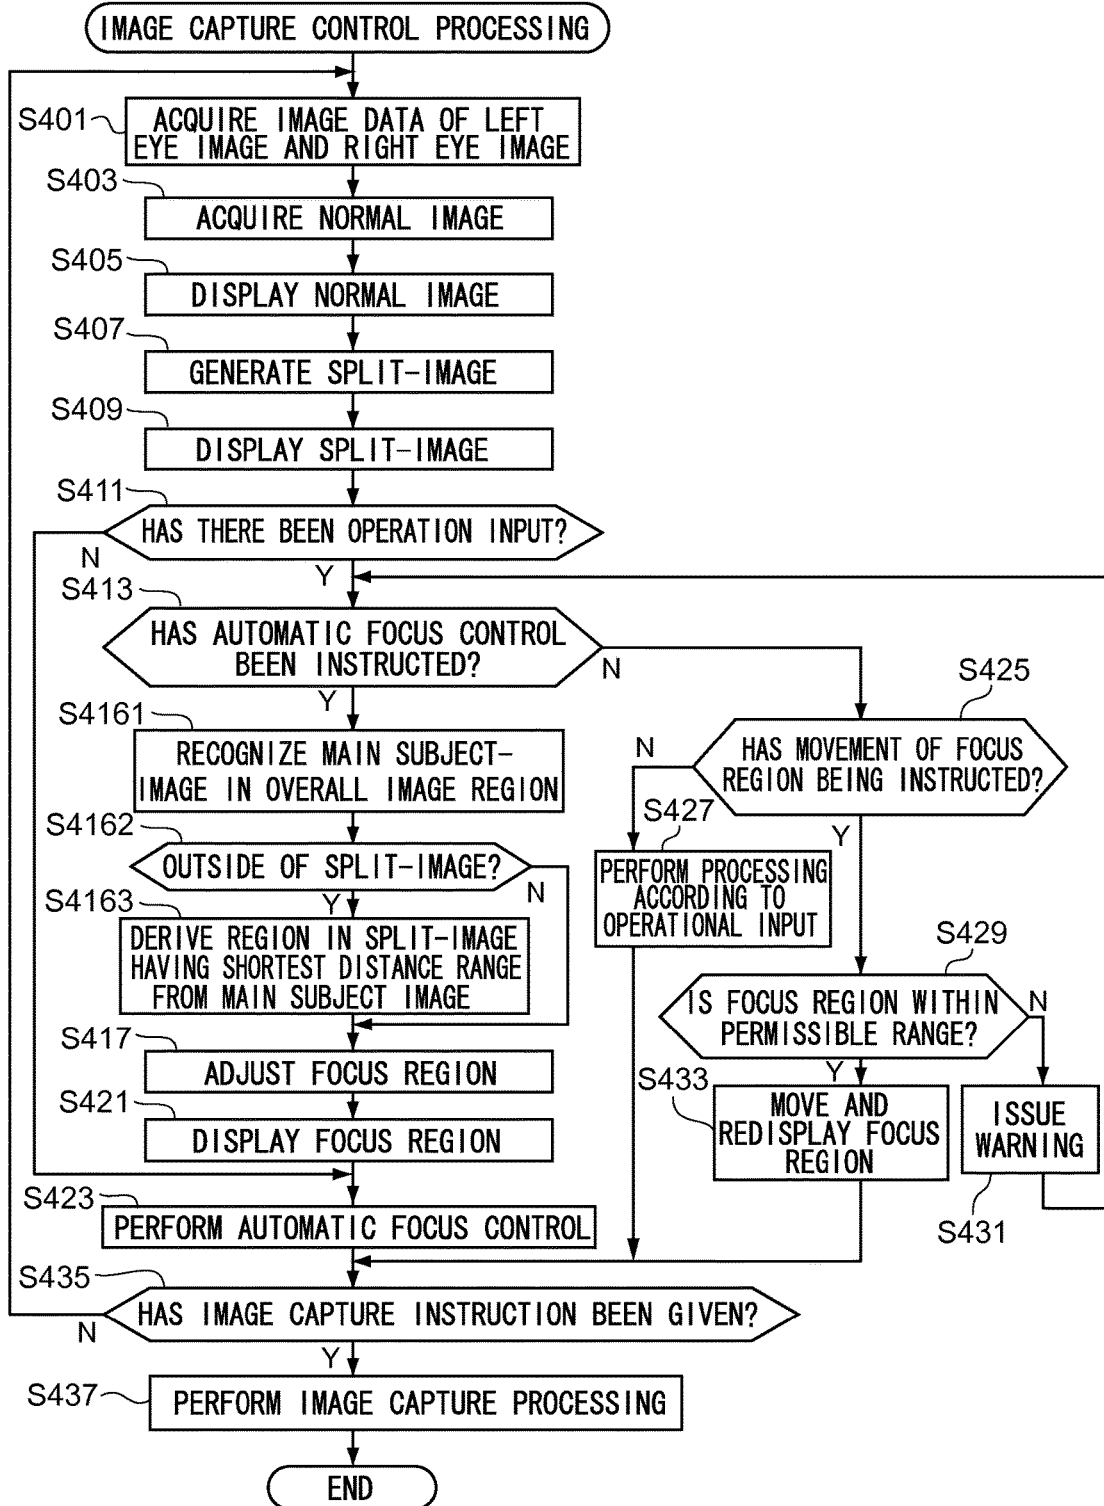 IMAGE CAPTURE CONTROL PROCESSING
S401
ACQUIRE IMAGE DATA OF LEFT
EYE IMAGE AND RIGHT EYE IMAGE
S403
ACQUIRE NORMAL IMAGE
S405
DISPLAY NORMAL IMAGE
S407
GENERATE SPLIT-IMAGE
S409
DISPLAY SPLIT-IMAGE
S411
HAS THERE BEEN OPERATION INPUT?
N
Y
S413
HAS AUTOMATIC FOCUS CONTROL
BEEN INSTRUCTED?
N
Y
S4161
RECOGNIZE MAIN SUBJECT-
IMAGE IN OVERALL IMAGE REGION
S4162
OUTSIDE OF SPLIT-IMAGE?
N
Y
S4163
DERIVE REGION IN SPLIT-IMAGE
HAVING SHORTEST DISTANCE RANGE
FROM MAIN SUBJECT IMAGE
S417
ADJUST FOCUS REGION
S421
DISPLAY FOCUS REGION
S423
PERFORM AUTOMATIC FOCUS CONTROL
S425
HAS MOVEMENT OF FOCUS
REGION BEING INSTRUCTED?
N
Y
S427
PERFORM PROCESSING
ACCORDING TO
OPERATIONAL INPUT
S429
IS FOCUS REGION WITHIN
PERMISSIBLE RANGE?
N
Y
S433
MOVE AND
REDISPLAY FOCUS
REGION
ISSUE
WARNING
S431
S435
HAS IMAGE CAPTURE INSTRUCTION BEEN GIVEN?
N
Y
S437
PERFORM IMAGE CAPTURE PROCESSING
END